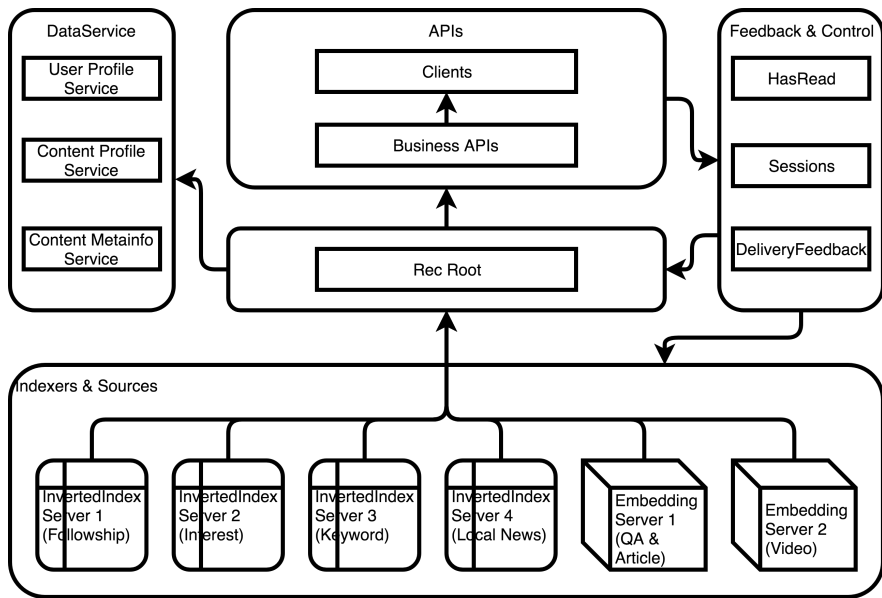 DataService
User Profile
Service
Content Profile
Service
Content Metainfo
Service
APIs
Clients
Business APIs
Rec Root
Feedback & Control
HasRead
Sessions
DeliveryFeedback
Indexers & Sources
InvertedIndex
Server 1
(Followship)
InvertedIndex
Server 2
(Interest)
InvertedIndex
Server 3
(Keyword)
InvertedIndex
Server 4
(Local News)
Embedding
Server 1
(QA &
Article)
Embedding
Server 2
(Video)